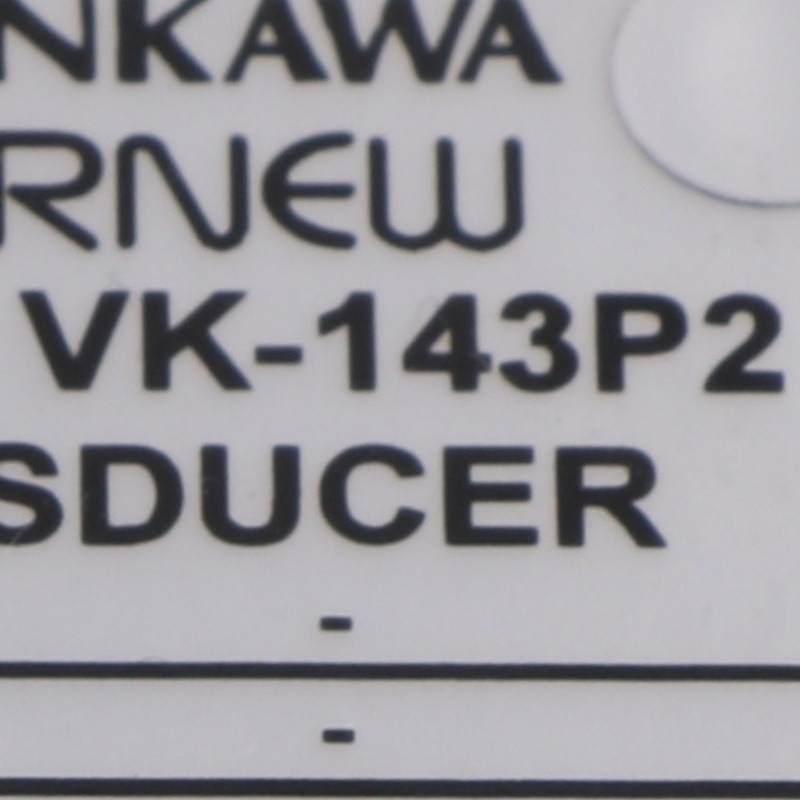 NKAWA
RNEW
VK-143P2
SDUCER
-
-